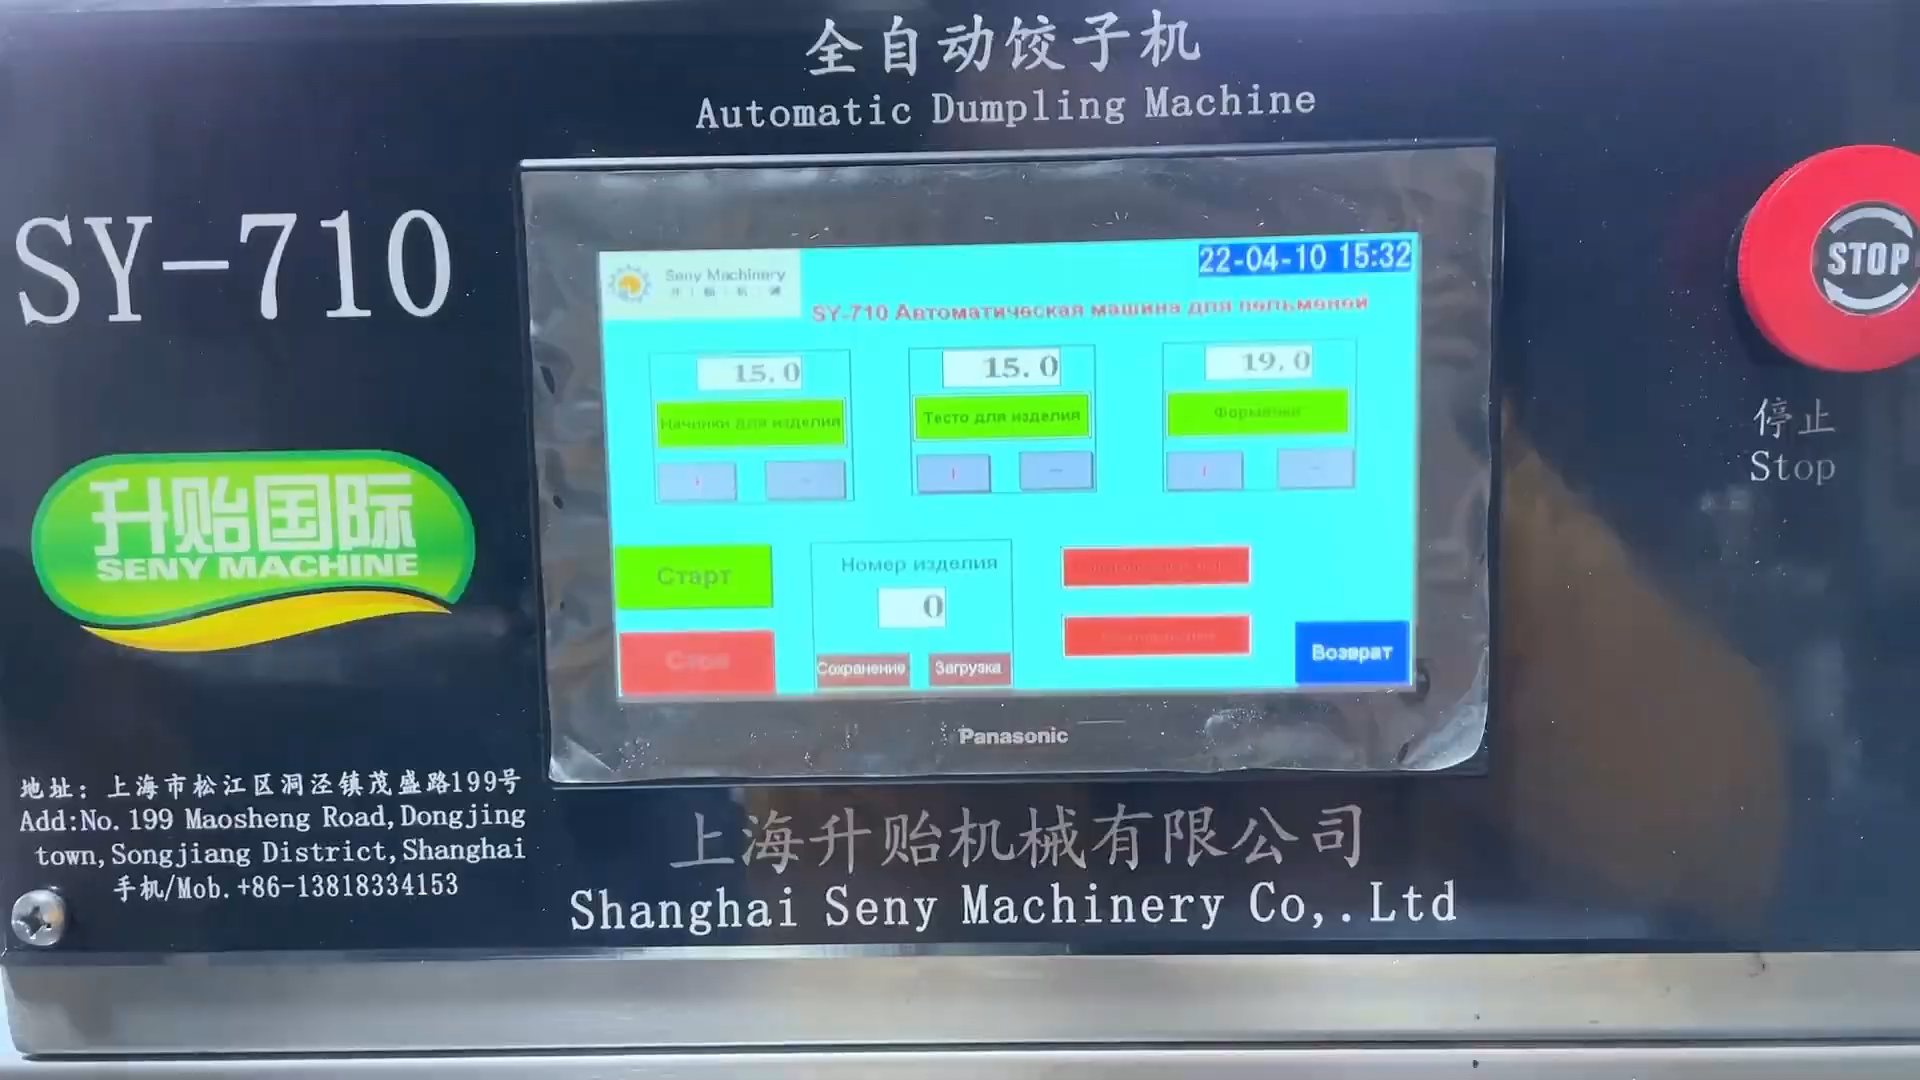 全自动饺子机
Automatic Dumpling Machine
SY-710
升贻国际
SENY MACHINE
Seny Machinery
22-04-10 15:32
SY-710 Автоматическая машина для пельменей
15.0
15.0
19.0
Начинки для изделия
Тесто для изделия
Формачки
Старт
Стоп
Номер изделия
0
Сохранение
Загрузка
Возврат
Panasonic
STOP
停止
Stop
地址: 上海市松江区洞泾镇茂盛路199号
Add:No.199 Maosheng Road,Dongjing
town,Songjiang District,Shanghai
手机/Mob.+86-13818334153
上海升贻机械有限公司
Shanghai Seny Machinery Co,.Ltd